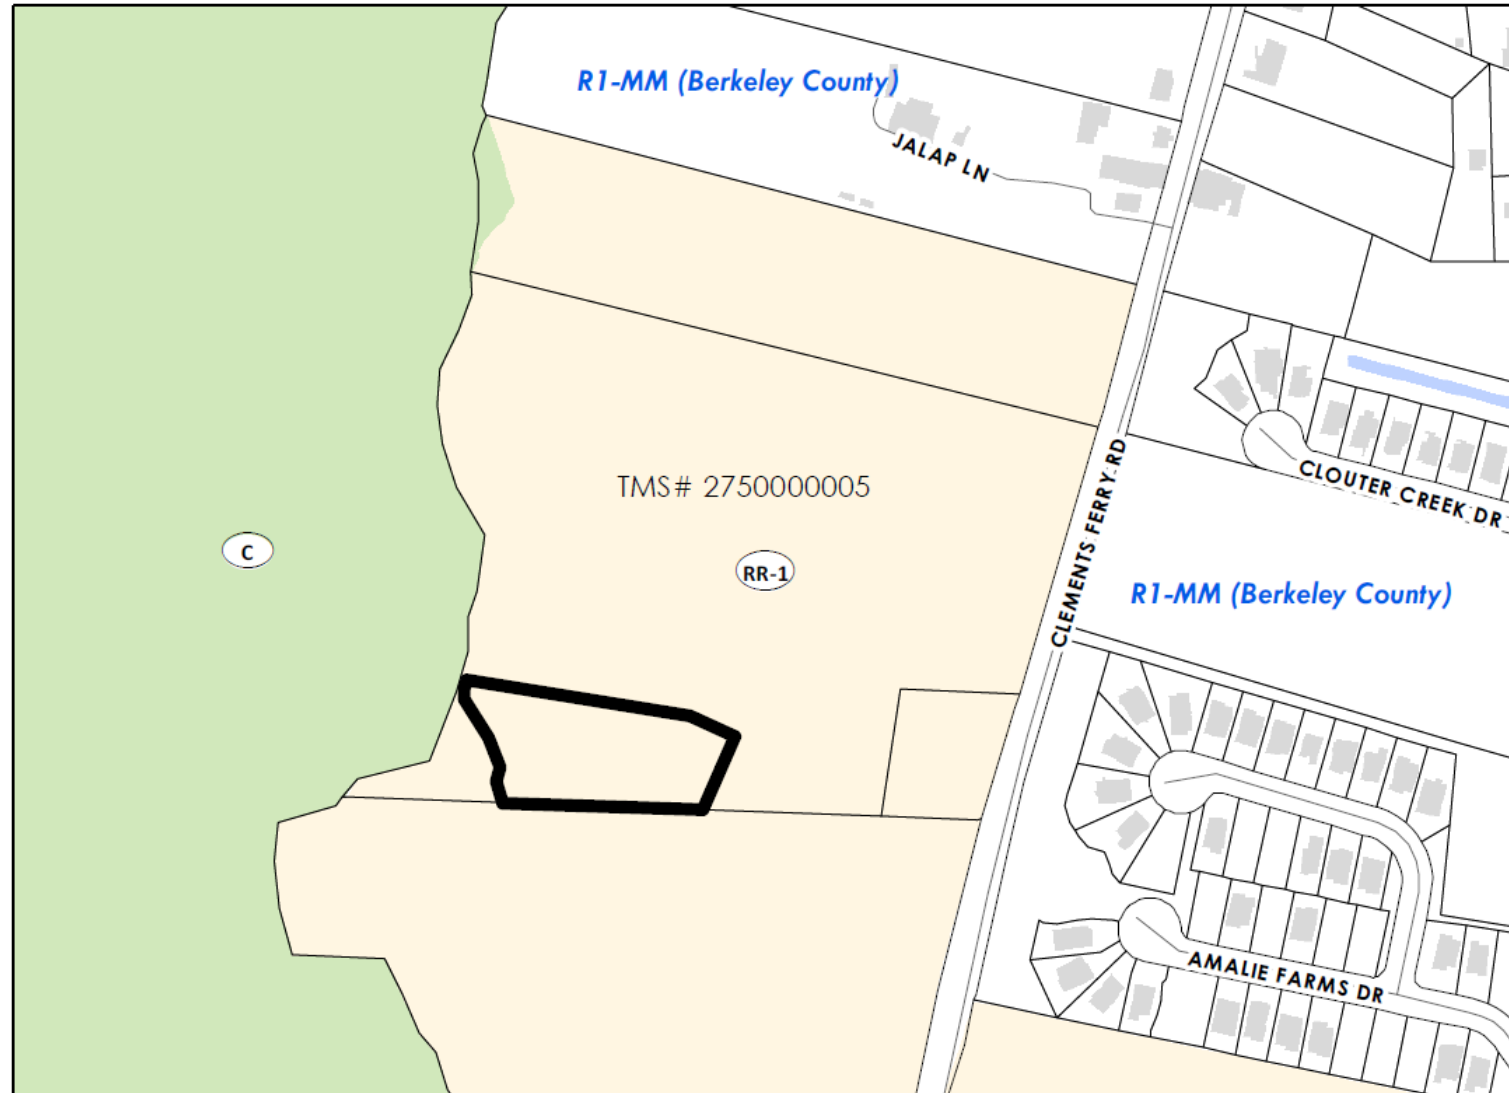 R1-MM (Berkeley County)
JALAP LN
CLOUTER CREEK DR
TMS# 2750000005
CLEMENTS FERRY RD
C
RR-1
R1-MM (Berkeley County)
AMALIE FARMS DR